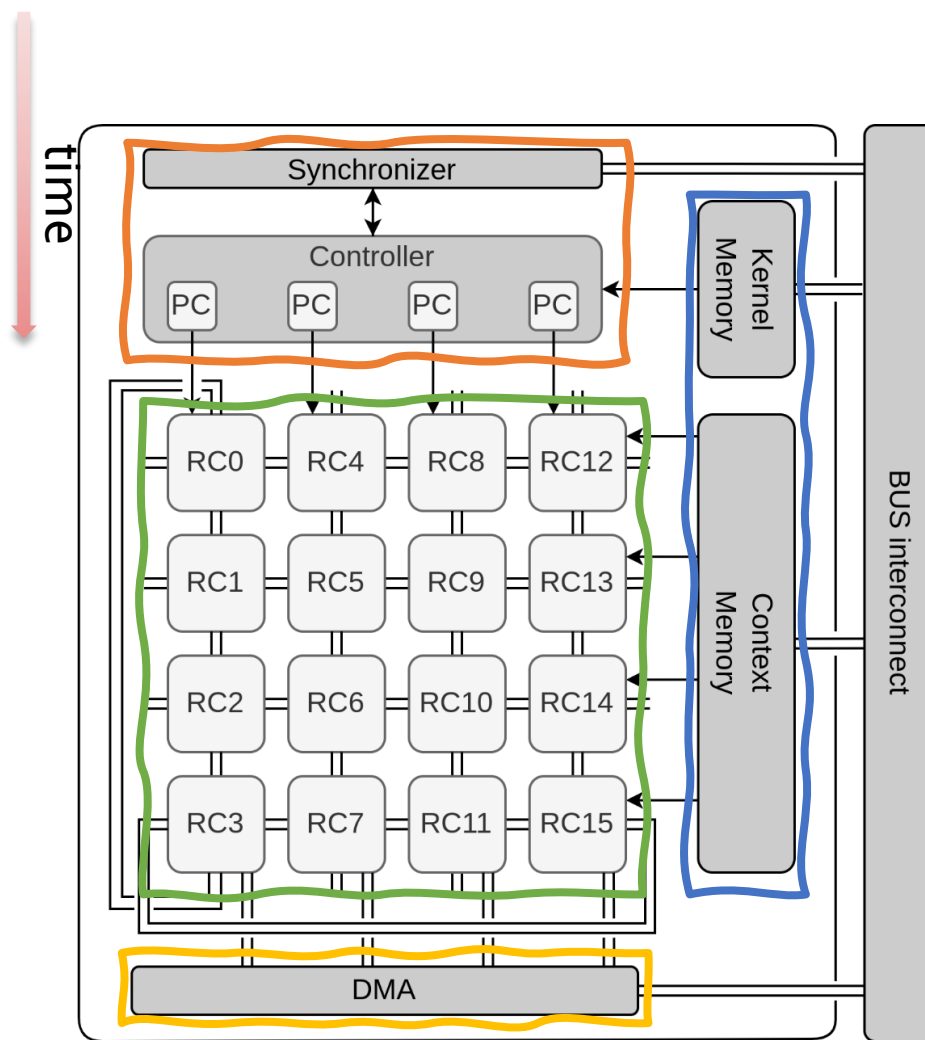 time
Synchronizer
Controller
PC
PC
PC
PC
Kernel
Memory
RC0
RC4
RC8
RC12
RC1
RC5
RC9
RC13
RC2
RC6
RC10
RC14
RC3
RC7
RC11
RC15
Context
Memory
BUS interconnect
DMA